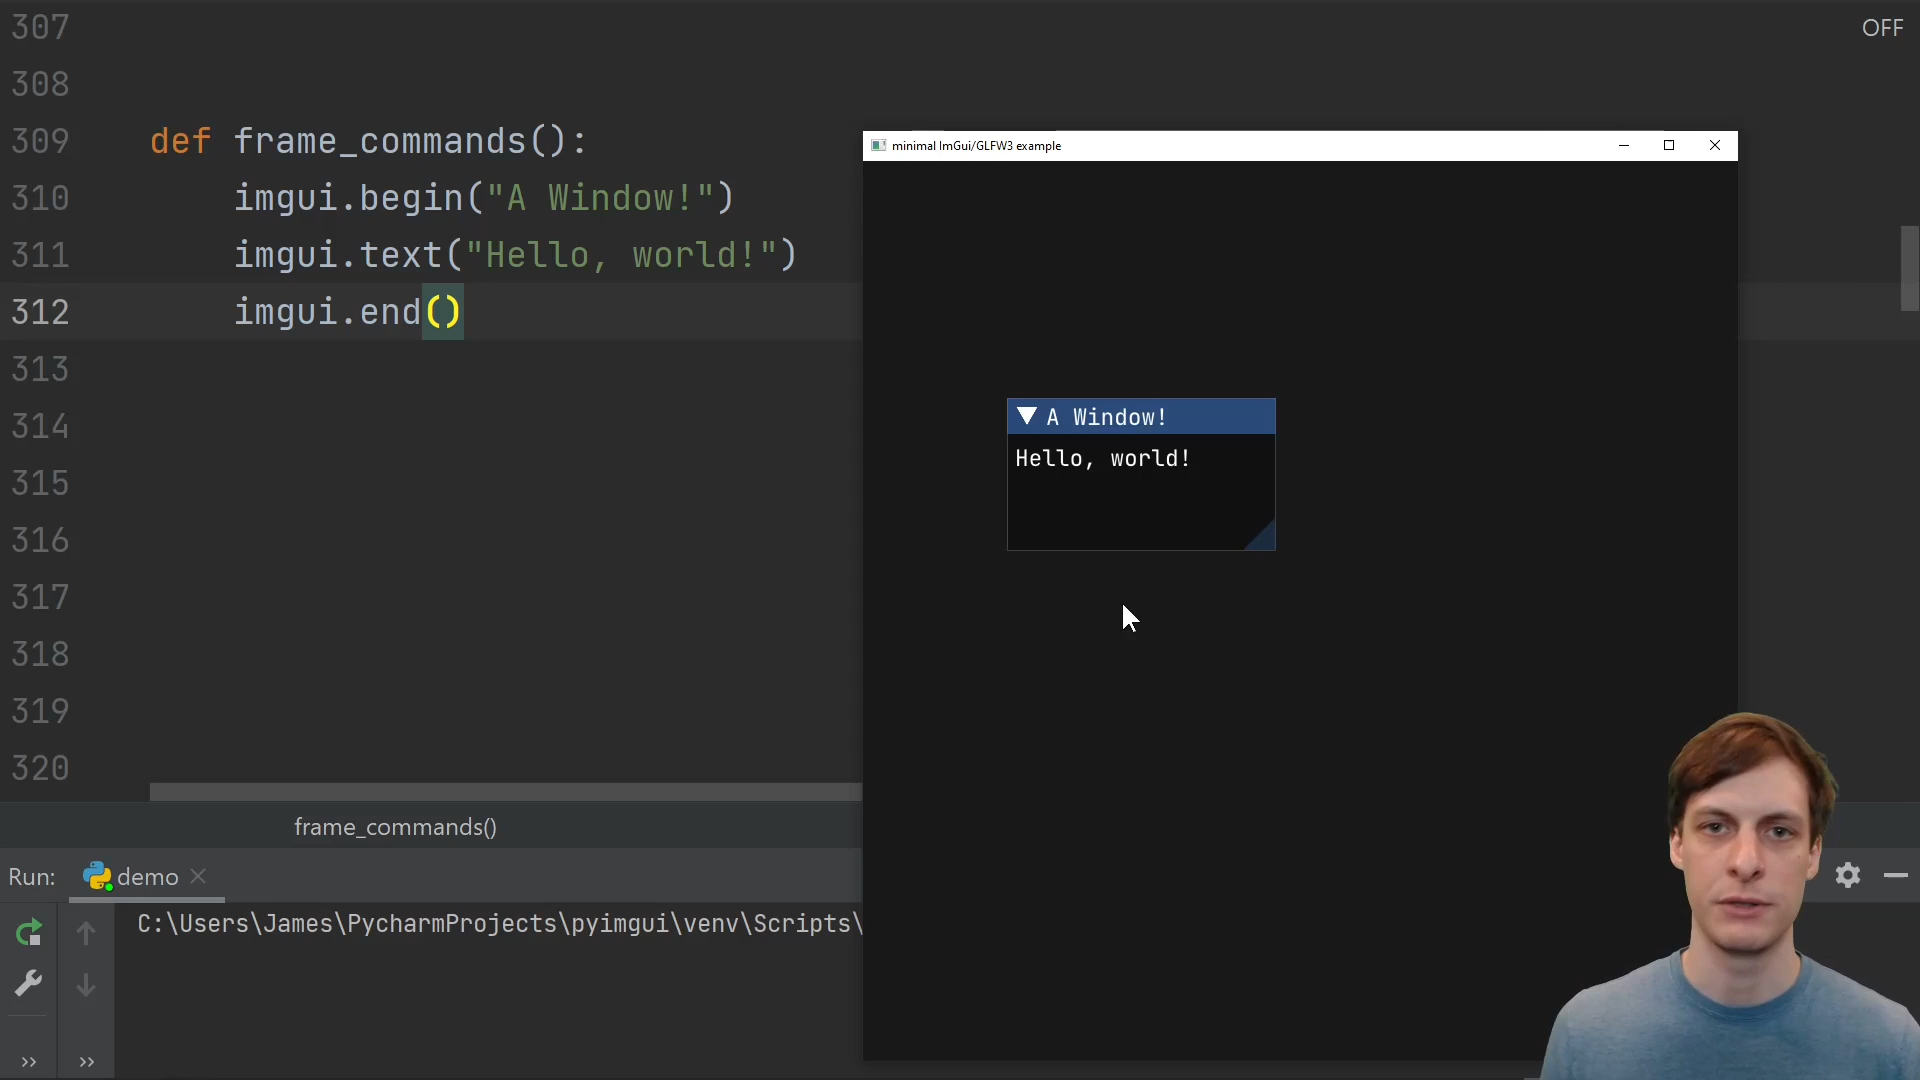 307
OFF
308
309 def frame_commands():
310 imgui.begin("A Window!")
311 imgui.text("Hello, world!")
312 imgui.end()
313
314
315
316
317
318
319
320
minimal ImGui/GLFW3 example
A Window!
Hello, world!
frame_commands()
Run: demo
C:\Users\James\PycharmProjects\pyimgui\venv\Scripts\